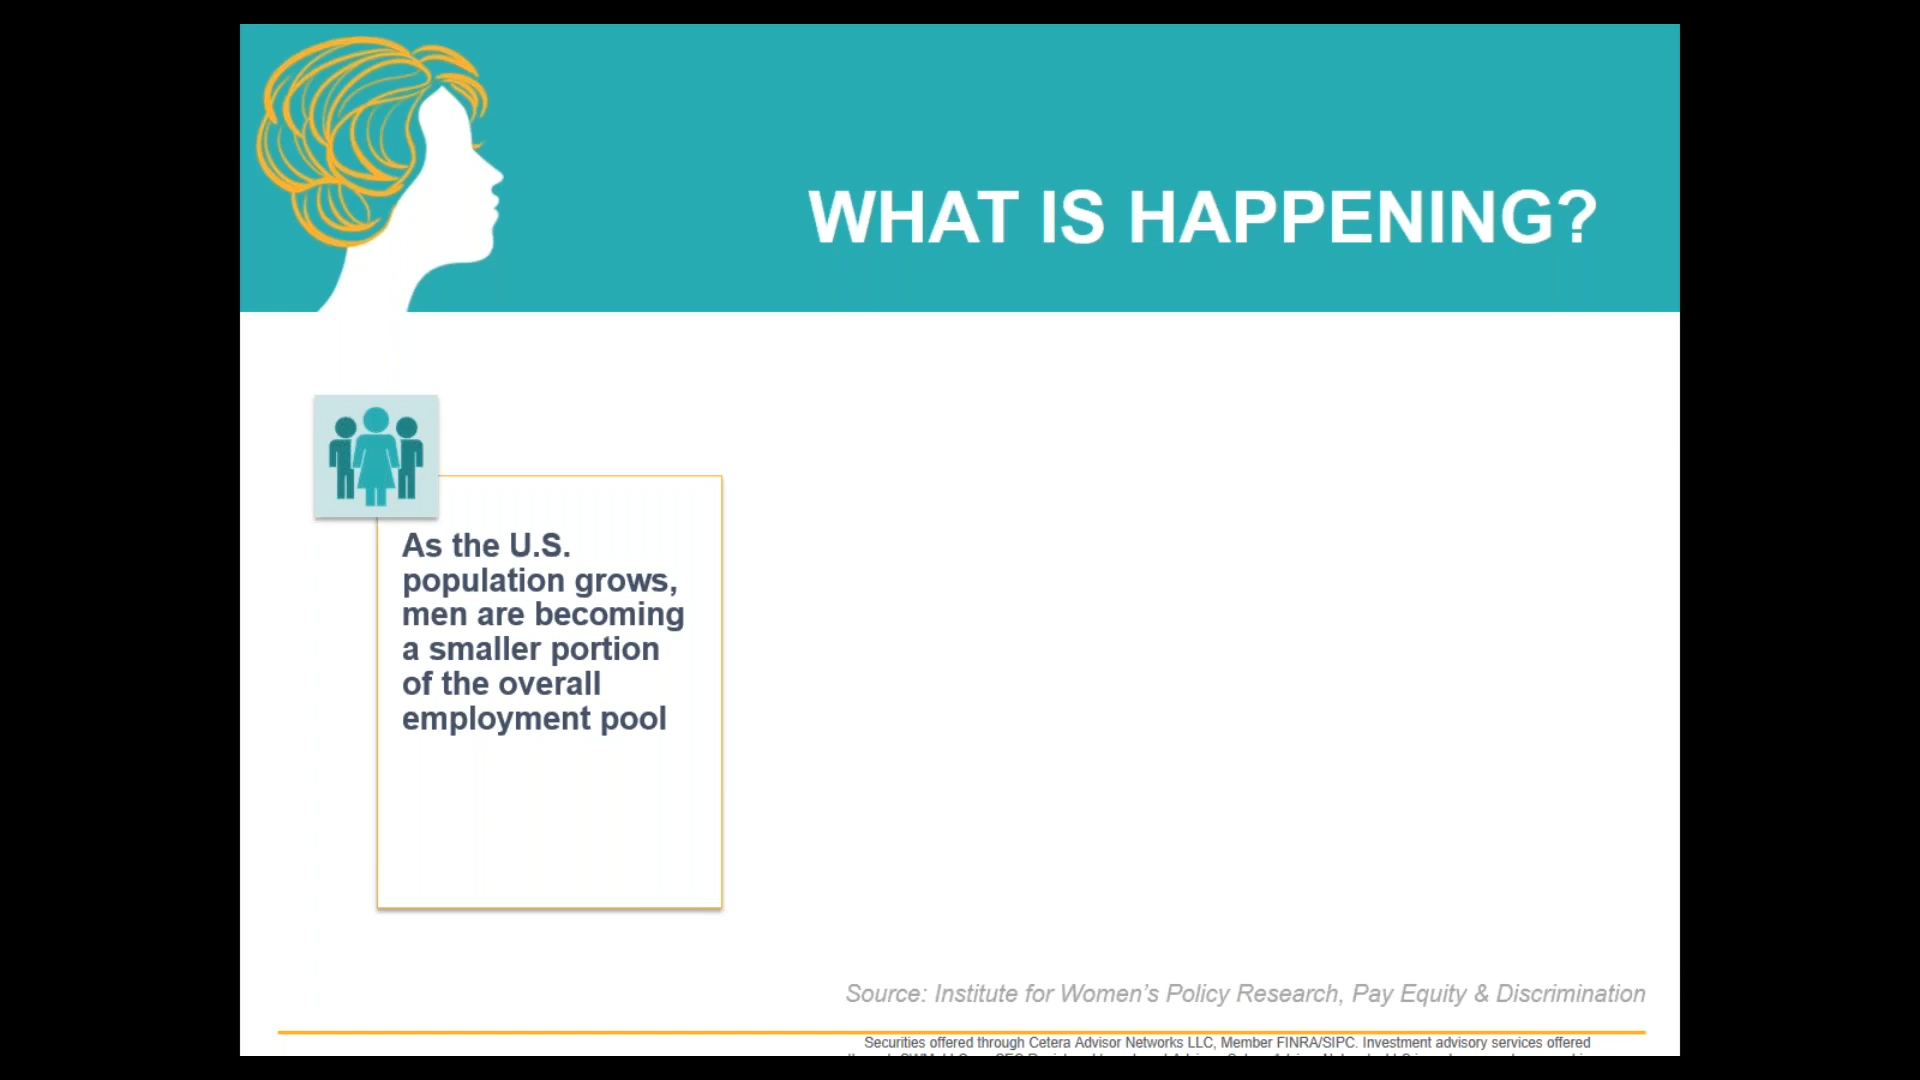 WHAT IS HAPPENING?
As the U.S.
population grows,
men are becoming
a smaller portion
of the overall
employment pool
Source: Institute for Women's Policy Research, Pay Equity & Discrimination
Securities offered through Cetera Advisor Networks LLC, Member FINRA/SIPC. Investment advisory services offered